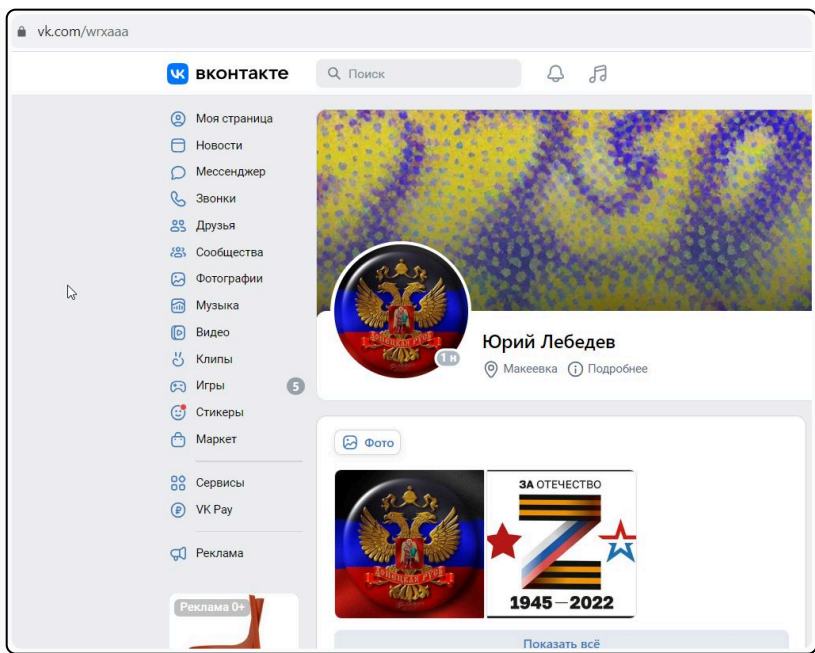 vk.com/wrxaaa
вконтакте
Поиск
Моя страница
Новости
Мессенджер
Звонки
Друзья
Сообщества
Фотографии
Музыка
Видео
Клипы
Игры 5
Стикеры
Маркет
Сервисы
VK Pay
Реклама
Реклама 0+
1 н
Юрий Лебедев
Макеевка Подробнее
Фото
ДОНЕЦКАЯ РУСЬ
ЗА ОТЕЧЕСТВО
1945–2022
Показать всё